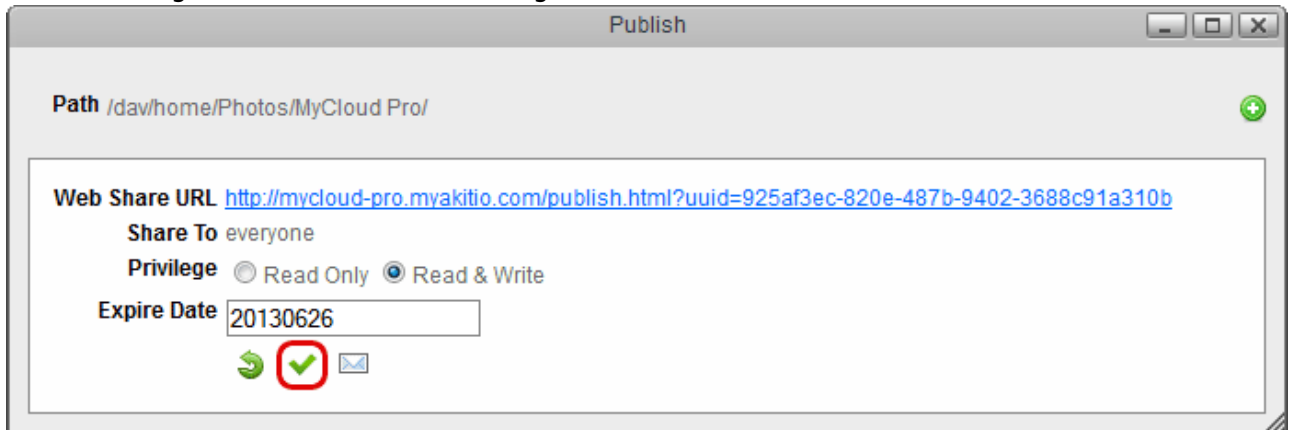 Publish
Path /dav/home/Photos/MyCloud Pro/
Web Share URL http://mycloud-pro.myakitio.com/publish.html?uuid=925af3ec-820e-487b-9402-3688c91a310b
Share To everyone
Privilege Read Only Read & Write
Expire Date 20130626